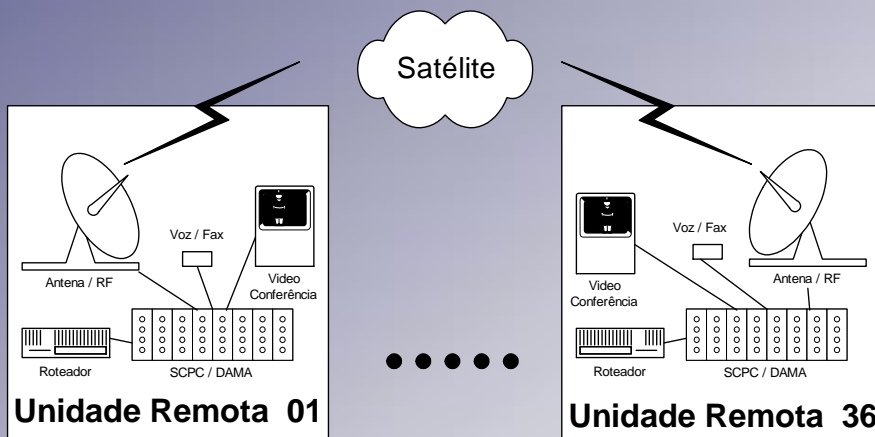 Satélite
Voz / Fax
Antena / RF
Video
Conferência
Roteador
SCPC / DAMA
Unidade Remota 01
Voz / Fax
Video
Conferência
Antena / RF
Roteador
SCPC / DAMA
Unidade Remota 36